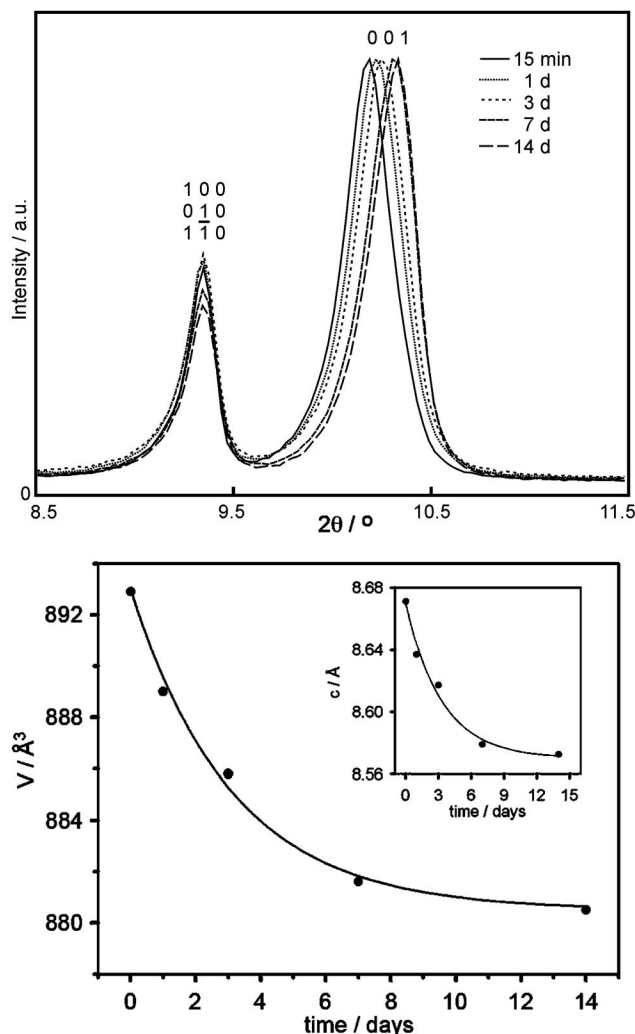 0 0 1
15 min
1 d
3 d
7 d
14 d
1 0 0
0 1 0
1 1̅ 0
Intensity / a.u.
0
8.5 9.5 10.5 11.5
2θ / º
892
888
884
880
V / Å³
0 2 4 6 8 10 12 14
time / days
8.68
8.64
8.60
8.56
c / Å
0 3 6 9 12 15
time / days